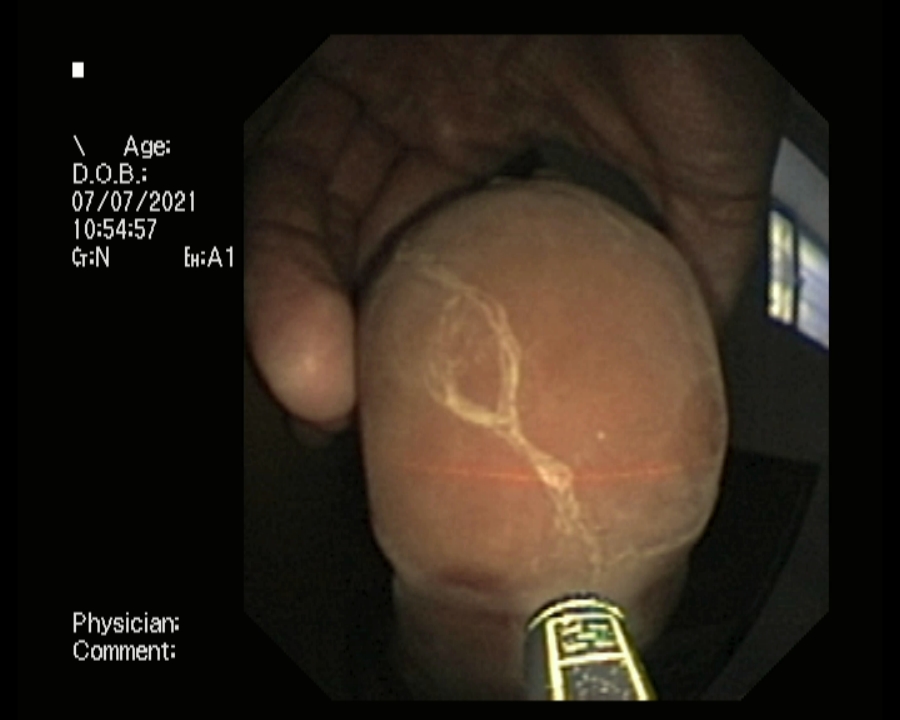 \ Age:
D.O.B.:
07/07/2021
10:54:57
Cr:N Eh:A1
Physician:
Comment: